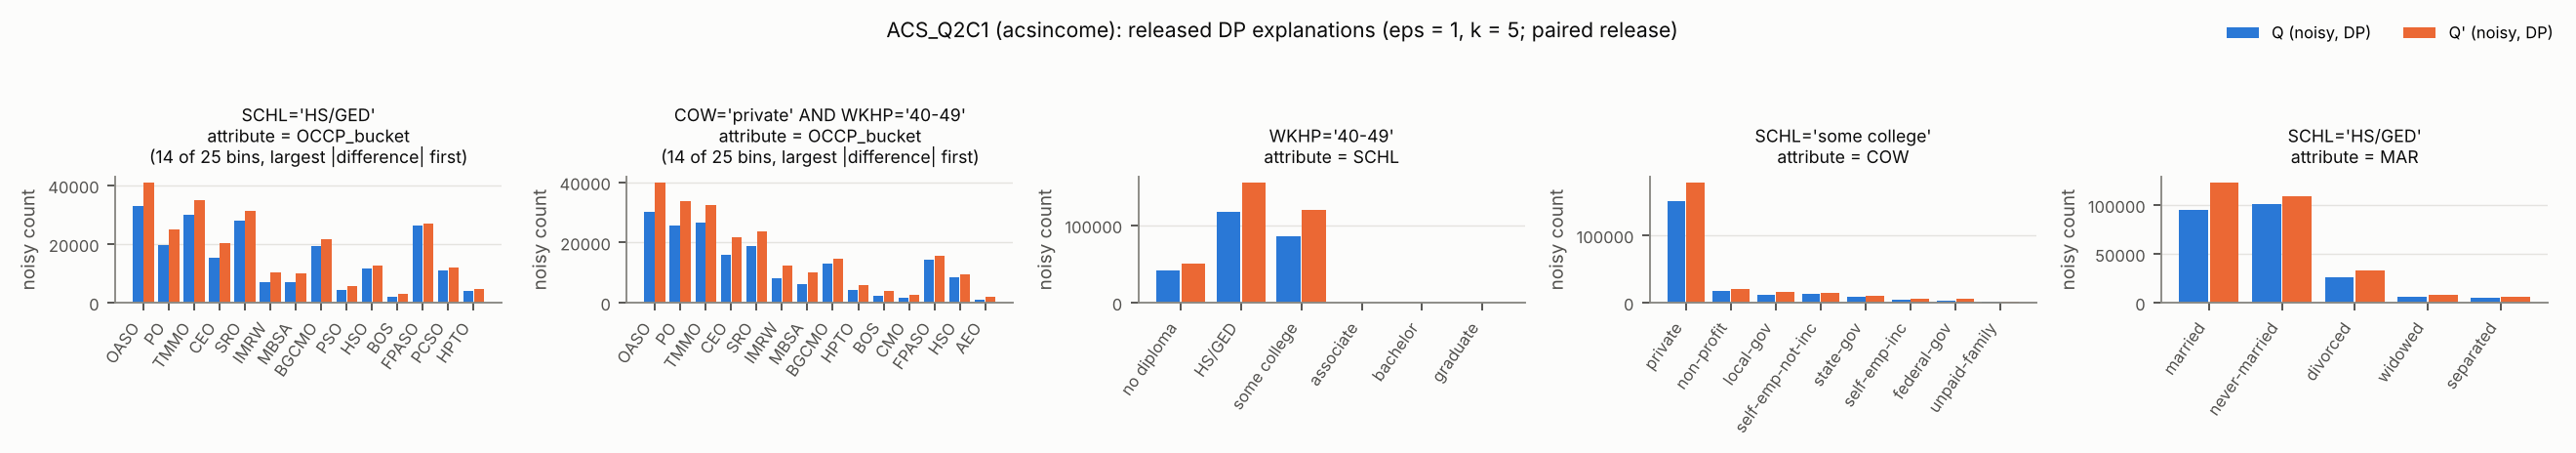 ACS_Q2C1 (acsincome): released DP explanations (eps = 1, k = 5; paired release)
Q (noisy, DP)
Q' (noisy, DP)
SCHL='HS/GED'
attribute = OCCP_bucket
(14 of 25 bins, largest |difference| first)
noisy count
40000
20000
0
OASO
PO
TMMO
CEO
SRO
IMRW
MBSA
BGCMO
PSO
HSO
BOS
FPASO
PCSO
HPTO
COW='private' AND WKHP='40-49'
attribute = OCCP_bucket
(14 of 25 bins, largest |difference| first)
noisy count
40000
20000
0
OASO
PO
TMMO
CEO
SRO
IMRW
MBSA
BGCMO
HPTO
BOS
CMO
FPASO
HSO
AEO
WKHP='40-49'
attribute = SCHL
noisy count
100000
0
no diploma
HS/GED
some college
associate
bachelor
graduate
SCHL='some college'
attribute = COW
noisy count
100000
0
private
non-profit
local-gov
self-emp-not-inc
state-gov
self-emp-inc
federal-gov
unpaid-family
SCHL='HS/GED'
attribute = MAR
noisy count
100000
50000
0
married
never-married
divorced
widowed
separated